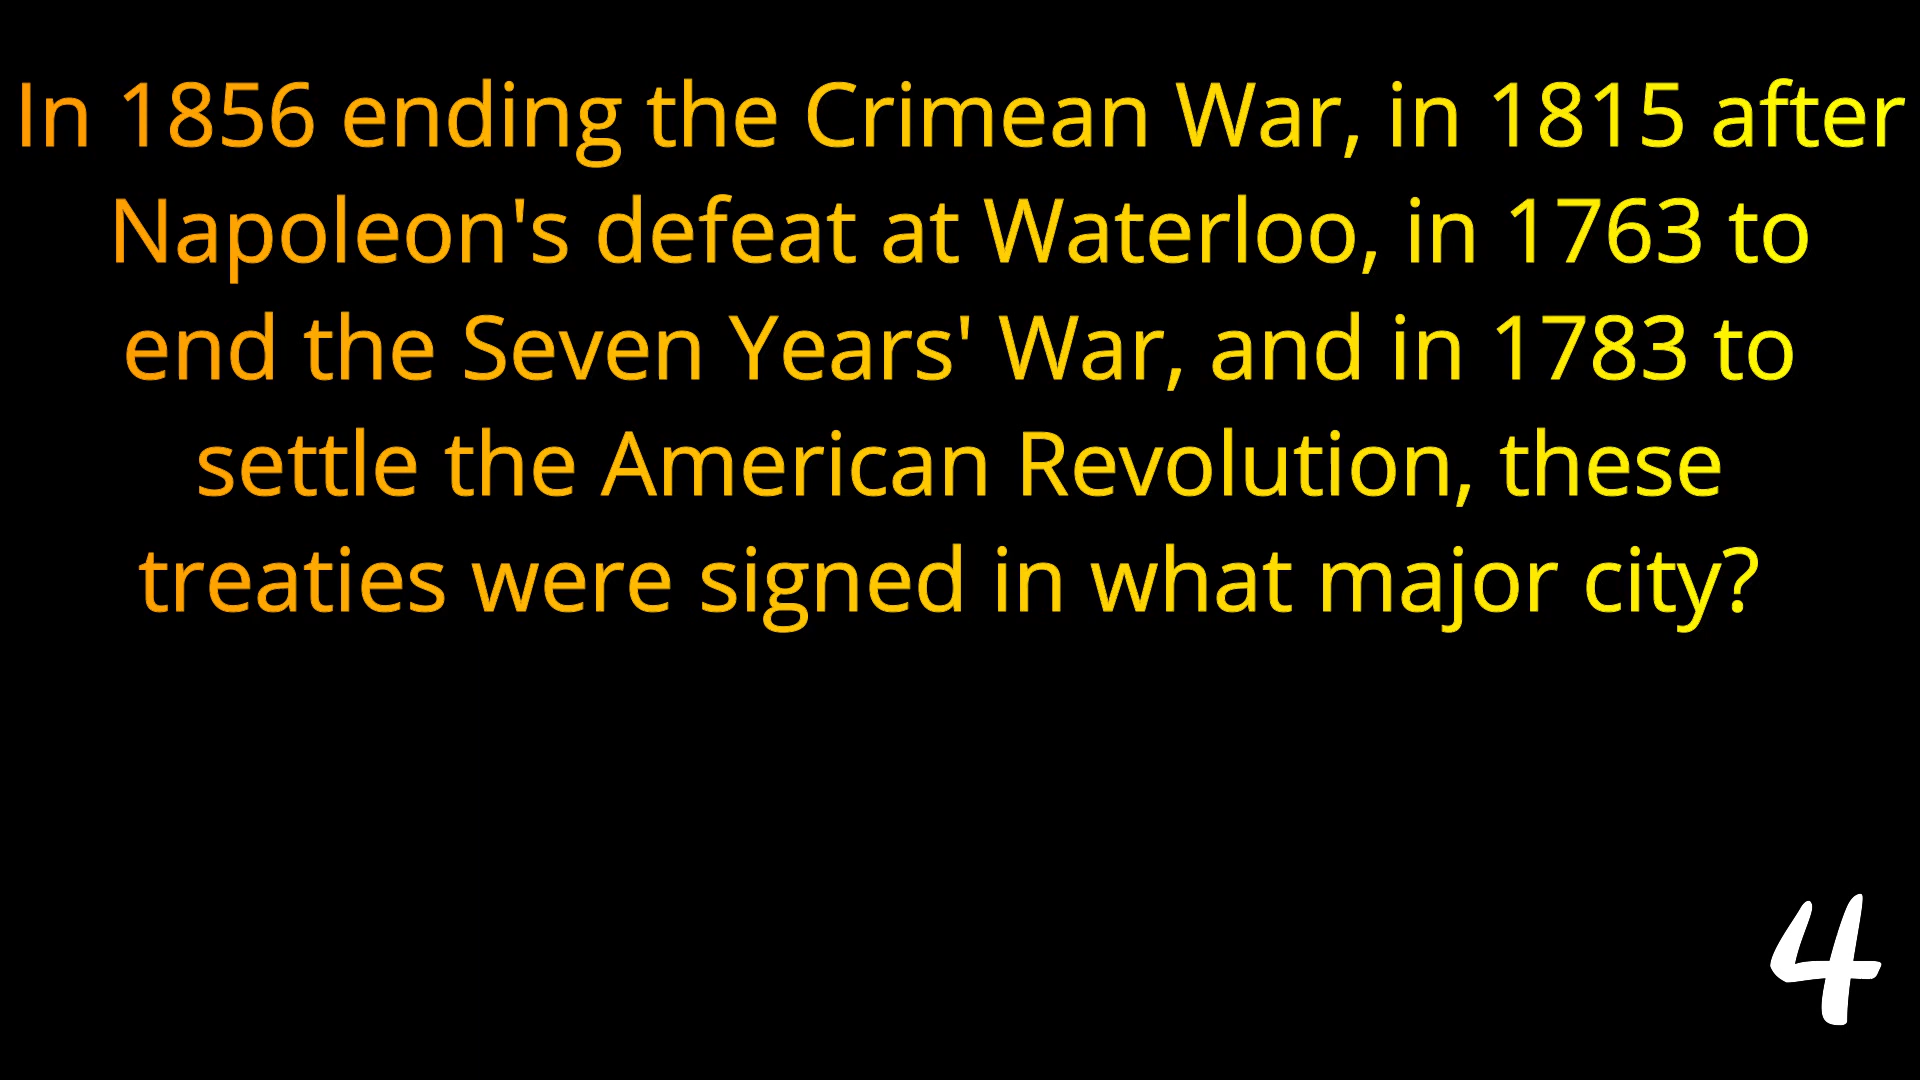 In 1856 ending the Crimean War, in 1815 after
Napoleon's defeat at Waterloo, in 1763 to
end the Seven Years' War, and in 1783 to
settle the American Revolution, these
treaties were signed in what major city?
4